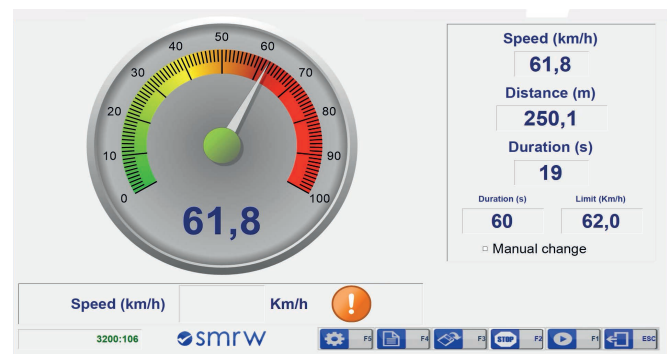 0 10 20 30 40 50 60 70 80 90 100
61,8
Speed (km/h)
61,8
Distance (m)
250,1
Duration (s)
19
Duration (s) Limit (Km/h)
60 62,0
Manual change
Speed (km/h) Km/h !
3200:106 smrw F5 F4 F3 STOP F2 F1 ESC